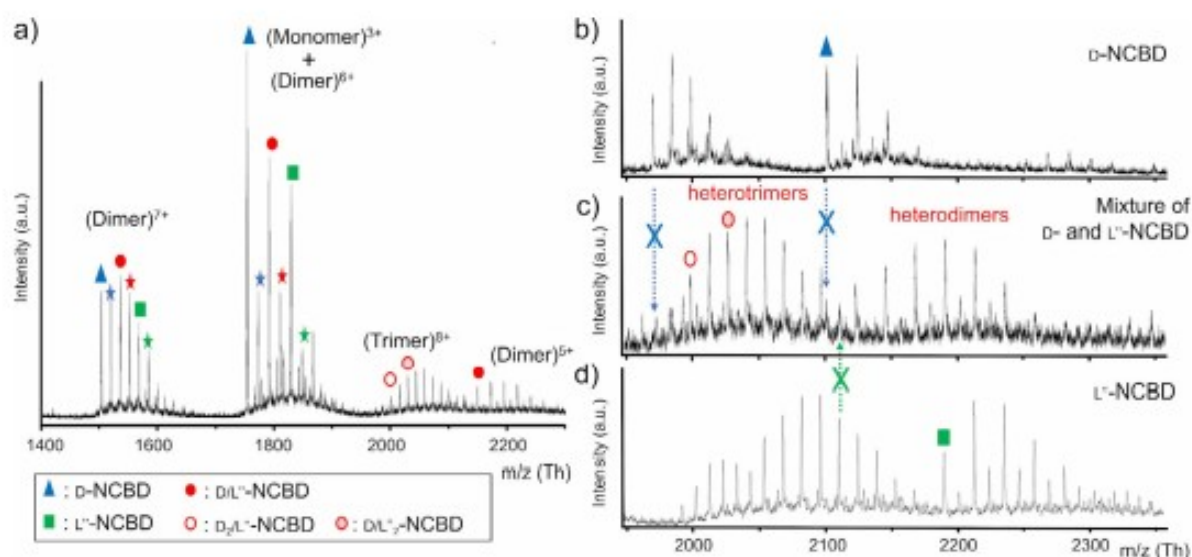 a)
(Monomer)³⁺
+
(Dimer)⁶⁺
(Dimer)⁷⁺
(Trimer)⁸⁺
(Dimer)⁵⁺
Intensity (a.u.)
1400 1600 1800 2000 2200
m/z (Th)
: D-NCBD : D/L''-NCBD
: L''-NCBD : D₂/L''-NCBD : D/L''₂-NCBD
b)
D-NCBD
Intensity (a.u.)
c)
heterotrimers
heterodimers
Mixture of
D- and L''-NCBD
Intensity (a.u.)
d)
L''-NCBD
Intensity (a.u.)
2000 2100 2200 2300
m/z (Th)